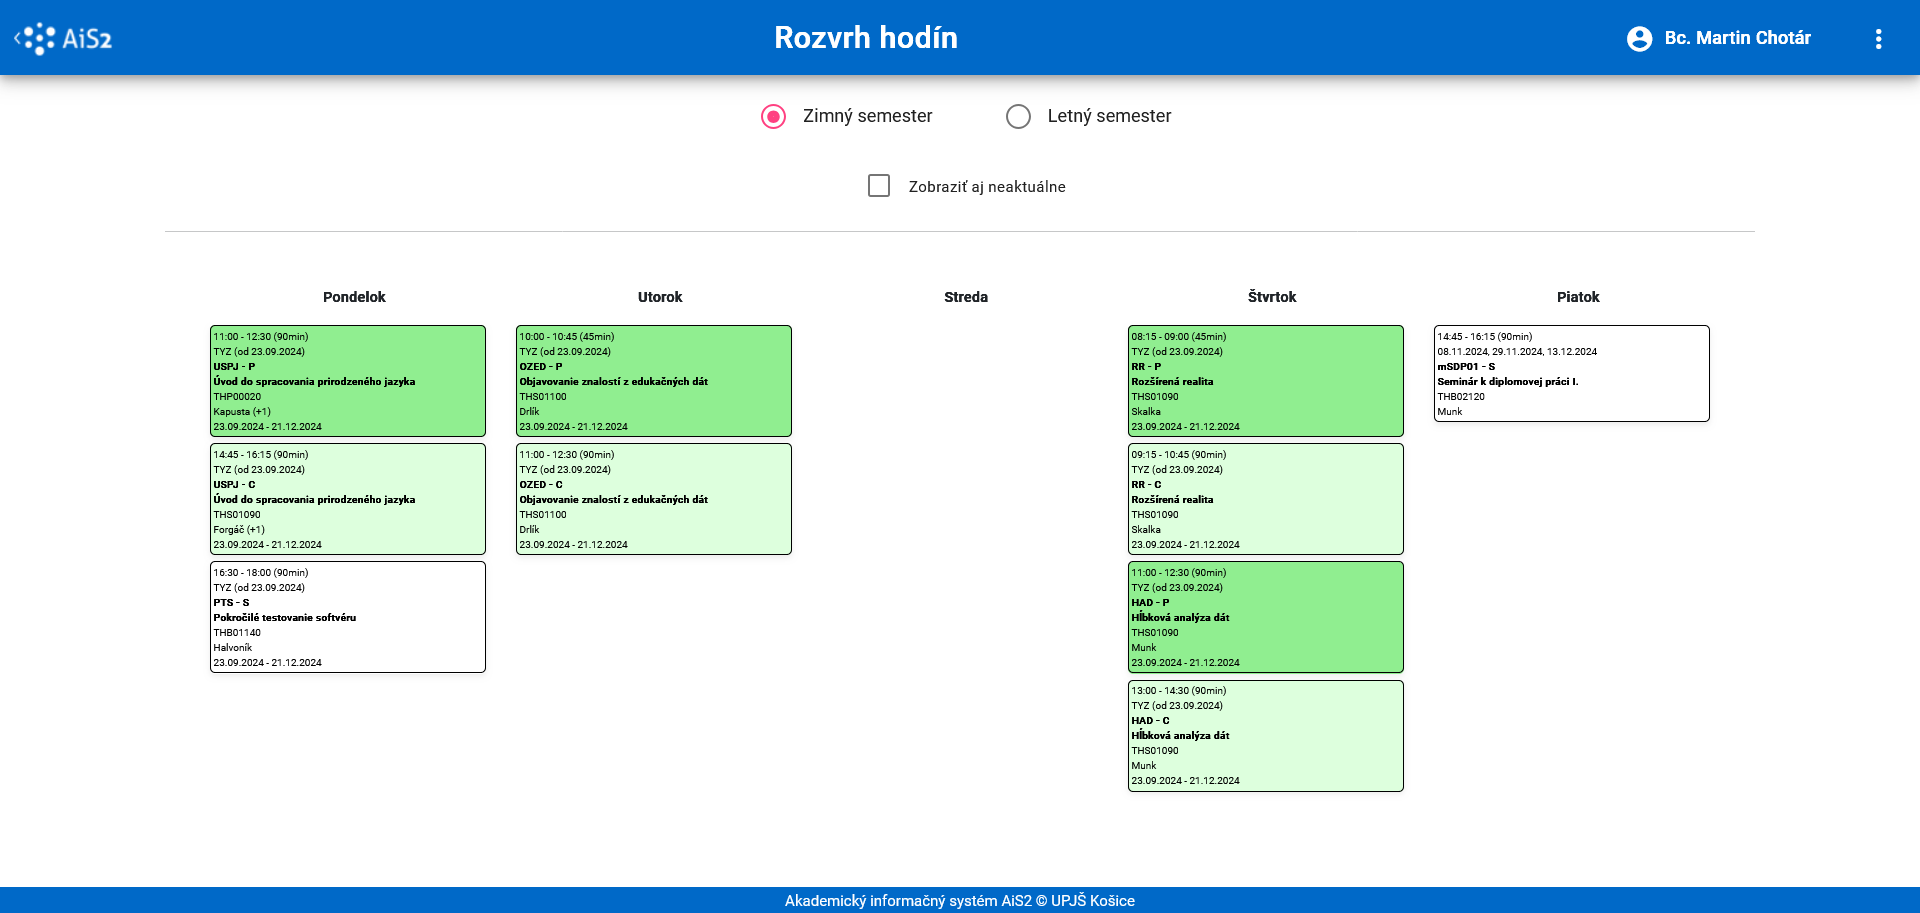 AiS2
Rozvrh hodín
Bc. Martin Chotár
Zimný semester
Letný semester
Zobraziť aj neaktuálne
Pondelok
11:00 - 12:30 (90min)
TYZ (od 23.09.2024)
USPJ - P
Úvod do spracovania prirodzeného jazyka
THP00020
Kapusta (+1)
23.09.2024 - 21.12.2024
14:45 - 16:15 (90min)
TYZ (od 23.09.2024)
USPJ - C
Úvod do spracovania prirodzeného jazyka
THS01090
Forgáč (+1)
23.09.2024 - 21.12.2024
16:30 - 18:00 (90min)
TYZ (od 23.09.2024)
PTS - S
Pokročilé testovanie softvéru
THB01140
Halvoník
23.09.2024 - 21.12.2024
Utorok
10:00 - 10:45 (45min)
TYZ (od 23.09.2024)
OZED - P
Objavovanie znalostí z edukačných dát
THS01100
Drlík
23.09.2024 - 21.12.2024
11:00 - 12:30 (90min)
TYZ (od 23.09.2024)
OZED - C
Objavovanie znalostí z edukačných dát
THS01100
Drlík
23.09.2024 - 21.12.2024
Streda
Štvrtok
08:15 - 09:00 (45min)
TYZ (od 23.09.2024)
RR - P
Rozšírená realita
THS01090
Skalka
23.09.2024 - 21.12.2024
09:15 - 10:45 (90min)
TYZ (od 23.09.2024)
RR - C
Rozšírená realita
THS01090
Skalka
23.09.2024 - 21.12.2024
11:00 - 12:30 (90min)
TYZ (od 23.09.2024)
HAD - P
Hĺbková analýza dát
THS01090
Munk
23.09.2024 - 21.12.2024
13:00 - 14:30 (90min)
TYZ (od 23.09.2024)
HAD - C
Hĺbková analýza dát
THS01090
Munk
23.09.2024 - 21.12.2024
Piatok
14:45 - 16:15 (90min)
08.11.2024, 29.11.2024, 13.12.2024
mSDP01 - S
Seminár k diplomovej práci I.
THB02120
Munk
Akademický informačný systém AiS2 © UPJŠ Košice